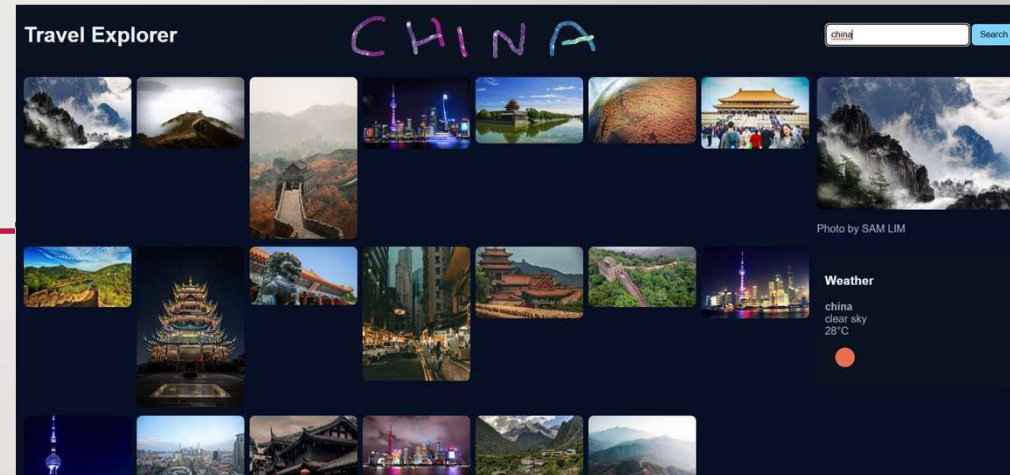 Travel Explorer
CHINA
china
Search
Photo by SAM LIM
Weather
china
clear sky
28°C